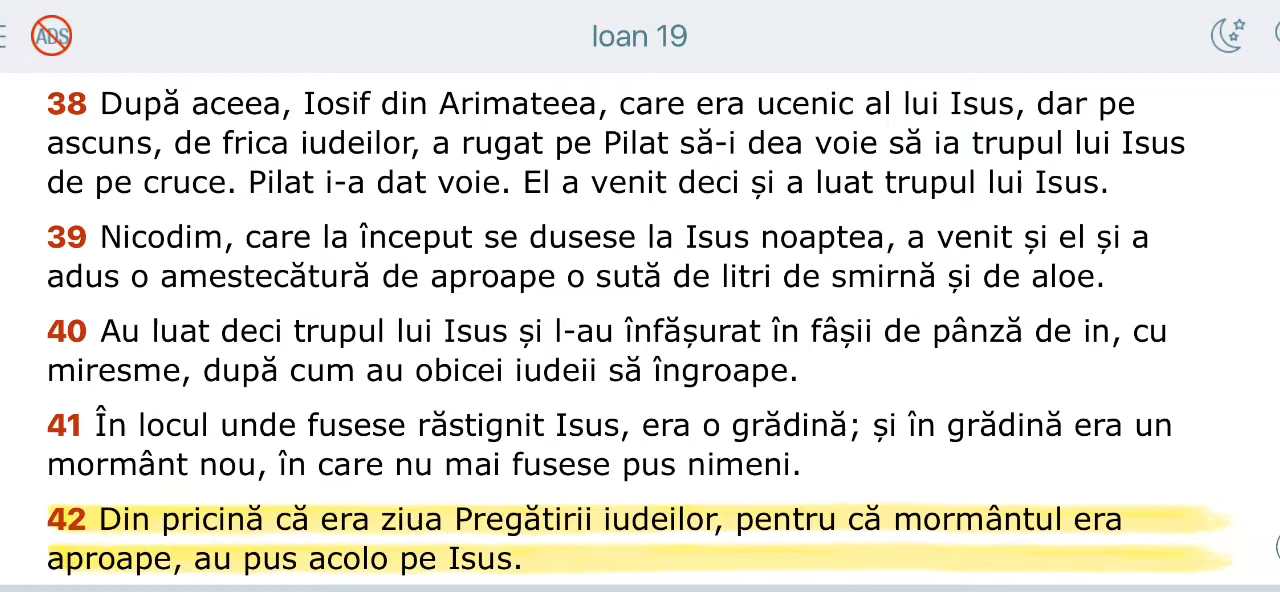 ADS
Ioan 19
38 După aceea, Iosif din Arimateea, care era ucenic al lui Isus, dar pe
ascuns, de frica iudeilor, a rugat pe Pilat să-i dea voie să ia trupul lui Isus
de pe cruce. Pilat i-a dat voie. El a venit deci și a luat trupul lui Isus.
39 Nicodim, care la început se dusese la Isus noaptea, a venit și el și a
adus o amestecătură de aproape o sută de litri de smirnă și de aloe.
40 Au luat deci trupul lui Isus și l-au înfășurat în fâșii de pânză de in, cu
miresme, după cum au obicei iudeii să îngroape.
41 În locul unde fusese răstignit Isus, era o grădină; și în grădină era un
mormânt nou, în care nu mai fusese pus nimeni.
42 Din pricină că era ziua Pregătirii iudeilor, pentru că mormântul era
aproape, au pus acolo pe Isus.